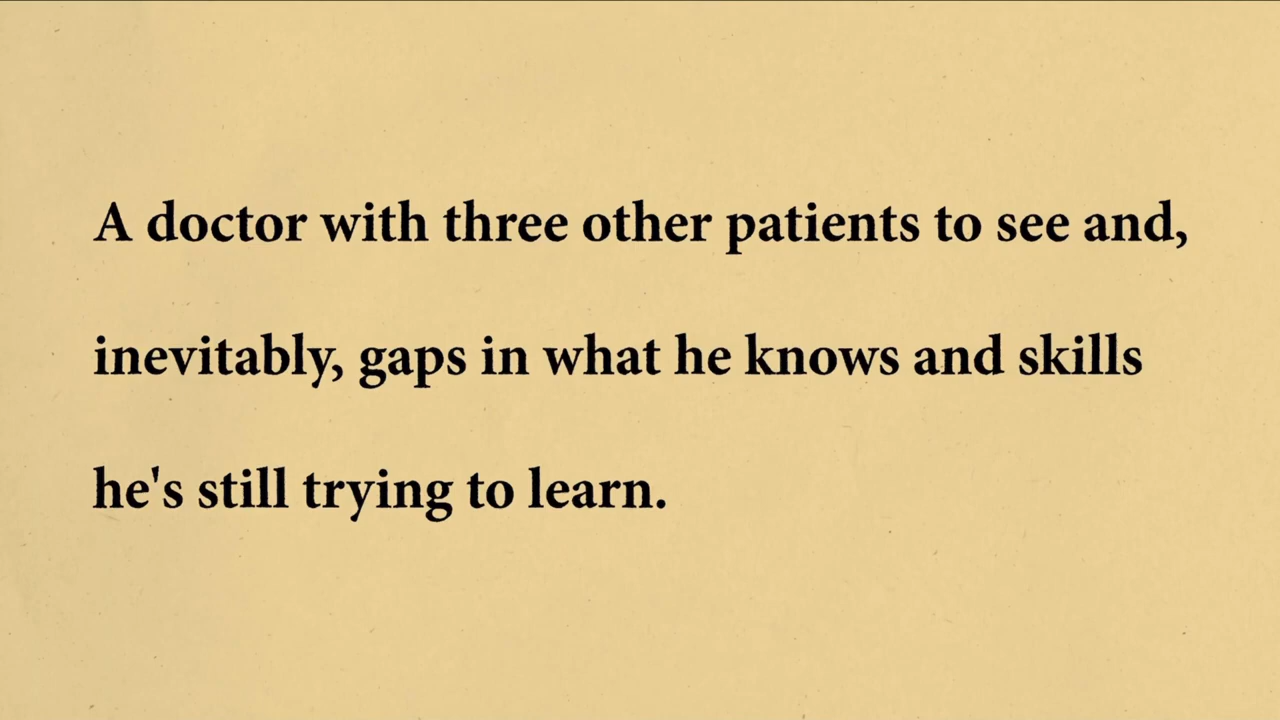 A doctor with three other patients to see and,
inevitably, gaps in what he knows and skills
he's still trying to learn.